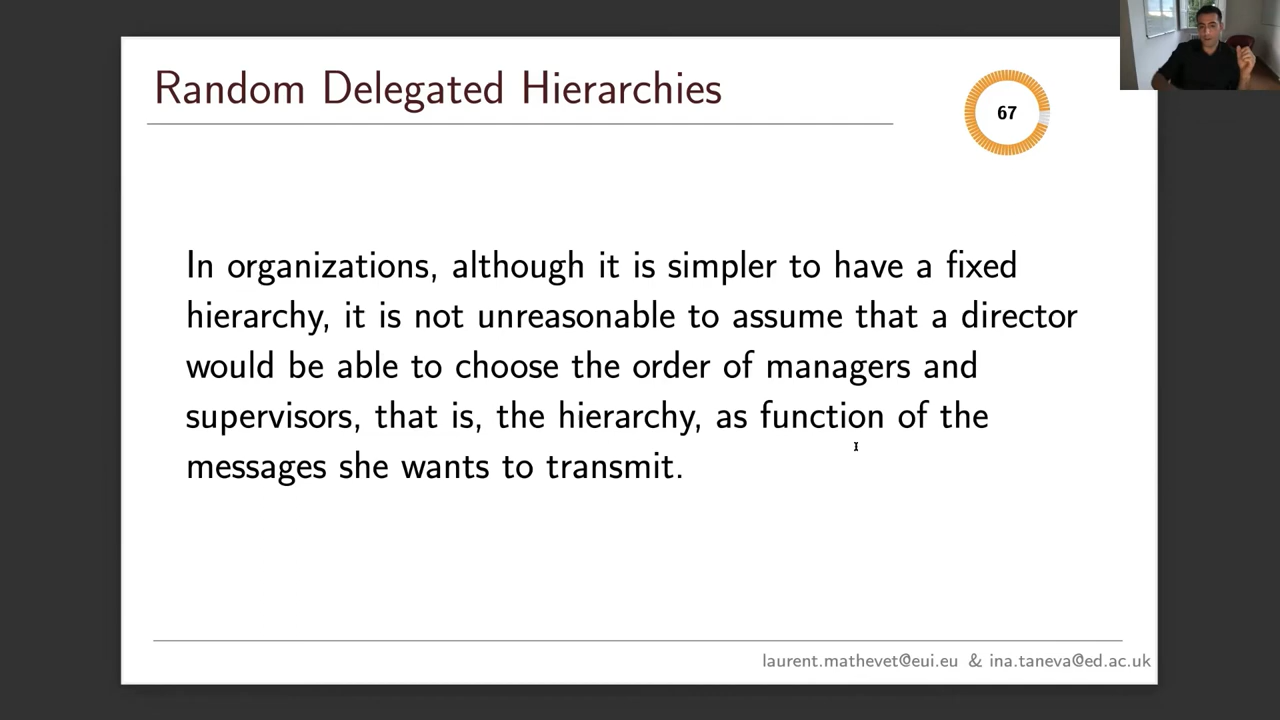 Random Delegated Hierarchies
67
In organizations, although it is simpler to have a fixed
hierarchy, it is not unreasonable to assume that a director
would be able to choose the order of managers and
supervisors, that is, the hierarchy, as function of the
messages she wants to transmit.
laurent.mathevet@eui.eu & ina.taneva@ed.ac.uk